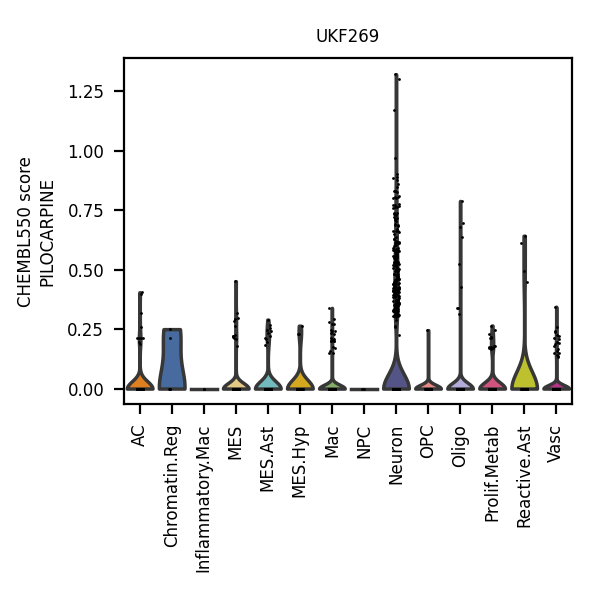 UKF269
CHEMBL550 score
PILOCARPINE
1.25
1.00
0.75
0.50
0.25
0.00
AC
Chromatin.Reg
Inflammatory.Mac
MES
MES.Ast
MES.Hyp
Mac
NPC
Neuron
OPC
Oligo
Prolif.Metab
Reactive.Ast
Vasc